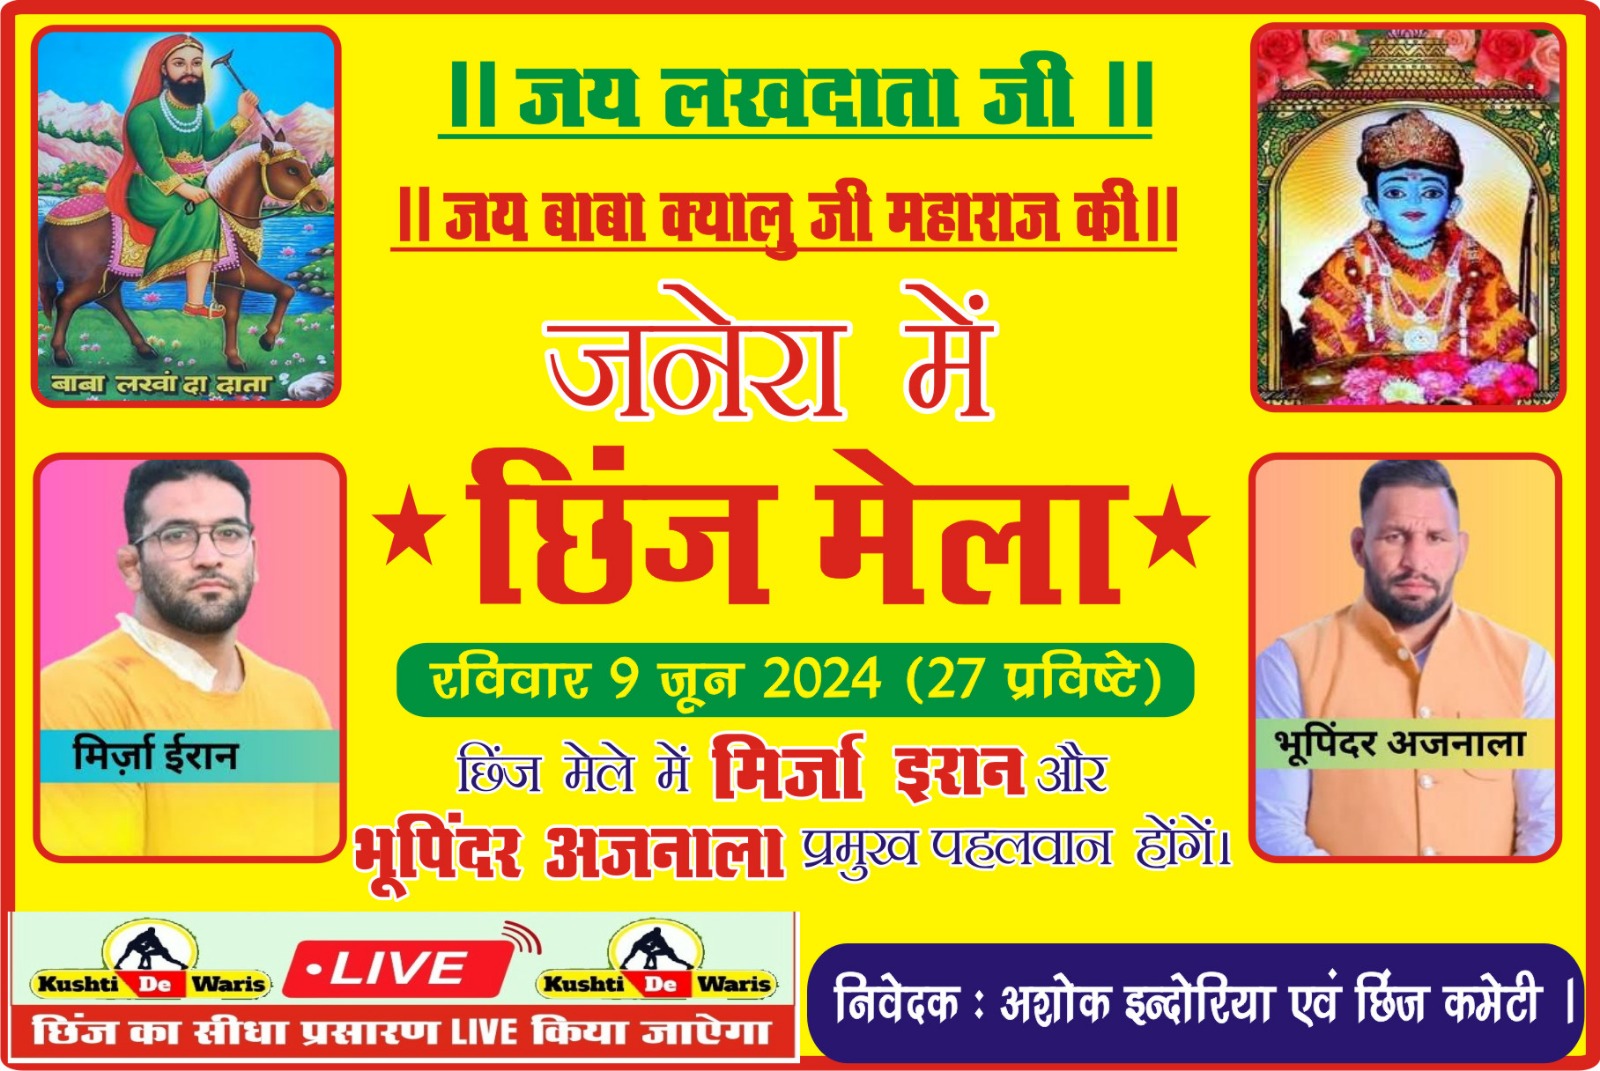 ॥ जय लखदाता जी ॥
॥ जय बाबा क्यालु जी महाराज की॥
बाबा लखां दा दाता
जनेरा में
छिंज मेला
रविवार 9 जून 2024 (27 प्रविष्टे)
मिर्ज़ा ईरान
भूपिंदर अजनाला
छिंज मेले में मिर्जा इरान और
भूपिंदर अजनाला प्रमुख पहलवान होंगें।
Kushti De Waris
LIVE
Kushti De Waris
छिंज का सीधा प्रसारण LIVE किया जाऐगा
निवेदक : अशोक इन्दोरिया एवं छिंज कमेटी ।